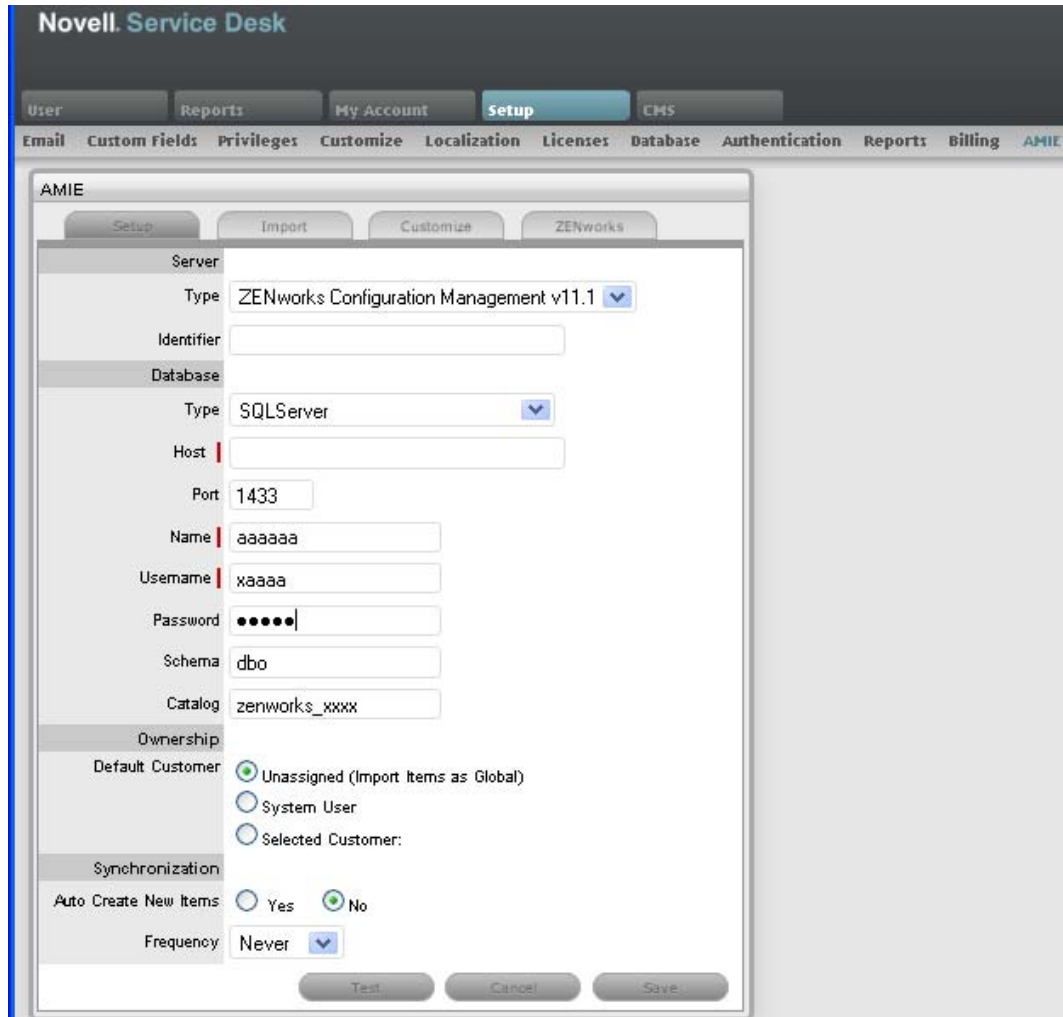 Novell. Service Desk
User Reports My Account Setup CMS
Email Custom Fields Privileges Customize Localization Licenses Database Authentication Reports Billing AMIE
AMIE
Setup Import Customize ZENworks
Server
Type ZENworks Configuration Management v11.1
Identifier
Database
Type SQLServer
Host
Port 1433
Name aaaaaa
Username xaaaa
Password •••••
Schema dbo
Catalog zenworks_xxxx
Ownership
Default Customer Unassigned (Import Items as Global)
System User
Selected Customer:
Synchronization
Auto Create New Items Yes No
Frequency Never
Test Cancel Save